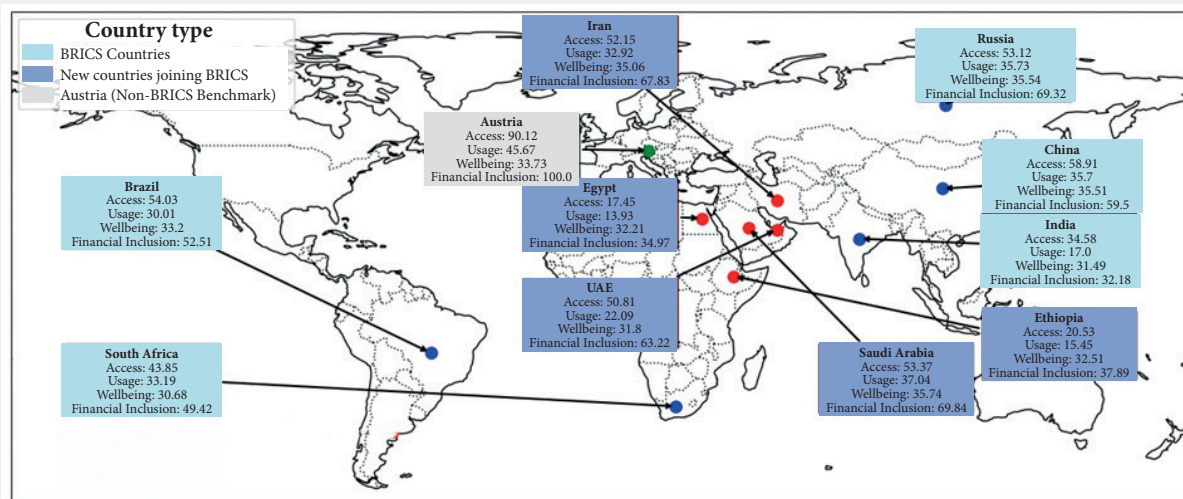 Country type
BRICS Countries
New countries joining BRICS
Austria (Non-BRICS Benchmark)
Iran
Access: 52.15
Usage: 32.92
Wellbeing: 35.06
Financial Inclusion: 67.83
Russia
Access: 53.12
Usage: 35.73
Wellbeing: 35.54
Financial Inclusion: 69.32
Austria
Access: 90.12
Usage: 45.67
Wellbeing: 33.73
Financial Inclusion: 100.0
China
Access: 58.91
Usage: 35.7
Wellbeing: 35.51
Financial Inclusion: 59.5
Brazil
Access: 54.03
Usage: 30.01
Wellbeing: 33.2
Financial Inclusion: 52.51
Egypt
Access: 17.45
Usage: 13.93
Wellbeing: 32.21
Financial Inclusion: 34.97
India
Access: 34.58
Usage: 17.0
Wellbeing: 31.49
Financial Inclusion: 32.18
UAE
Access: 50.81
Usage: 22.09
Wellbeing: 31.8
Financial Inclusion: 63.22
Ethiopia
Access: 20.53
Usage: 15.45
Wellbeing: 32.51
Financial Inclusion: 37.89
South Africa
Access: 43.85
Usage: 33.19
Wellbeing: 30.68
Financial Inclusion: 49.42
Saudi Arabia
Access: 53.37
Usage: 37.04
Wellbeing: 35.74
Financial Inclusion: 69.84